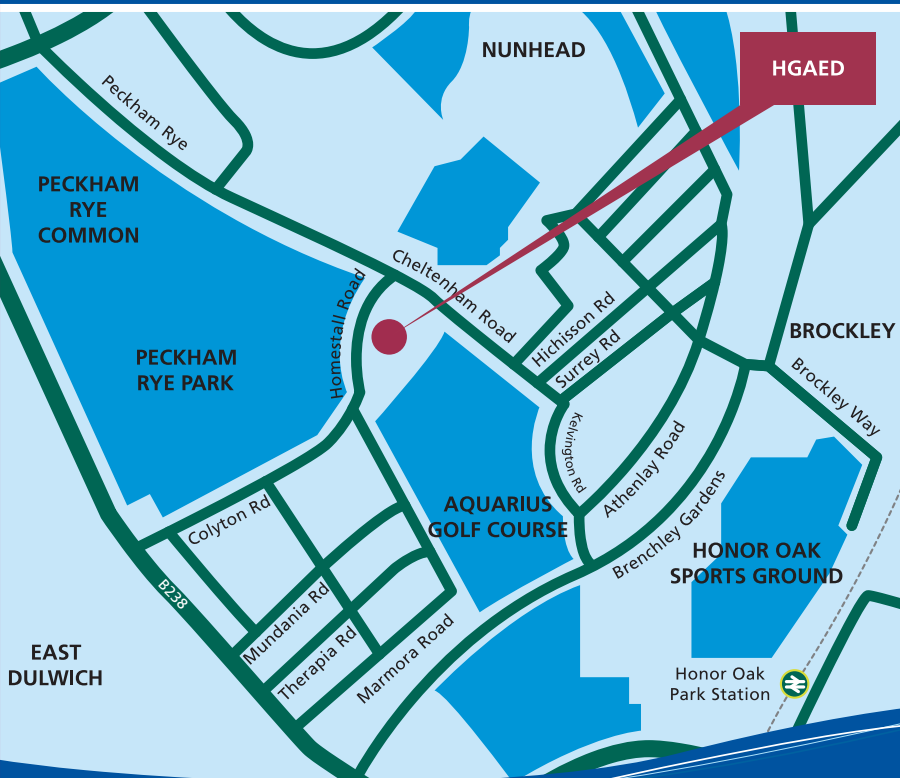 NUNHEAD
HGAED
Peckham Rye
PECKHAM
RYE
COMMON
Cheltenham Road
Homestall Road
Hichisson Rd
Surrey Rd
BROCKLEY
PECKHAM
RYE PARK
Brockley Way
Kelvington Rd
Athenlay Road
AQUARIUS
GOLF COURSE
Colyton Rd
Brenchley Gardens
HONOR OAK
SPORTS GROUND
B238
Mundania Rd
Therapia Rd
Marmora Road
EAST
DULWICH
Honor Oak
Park Station